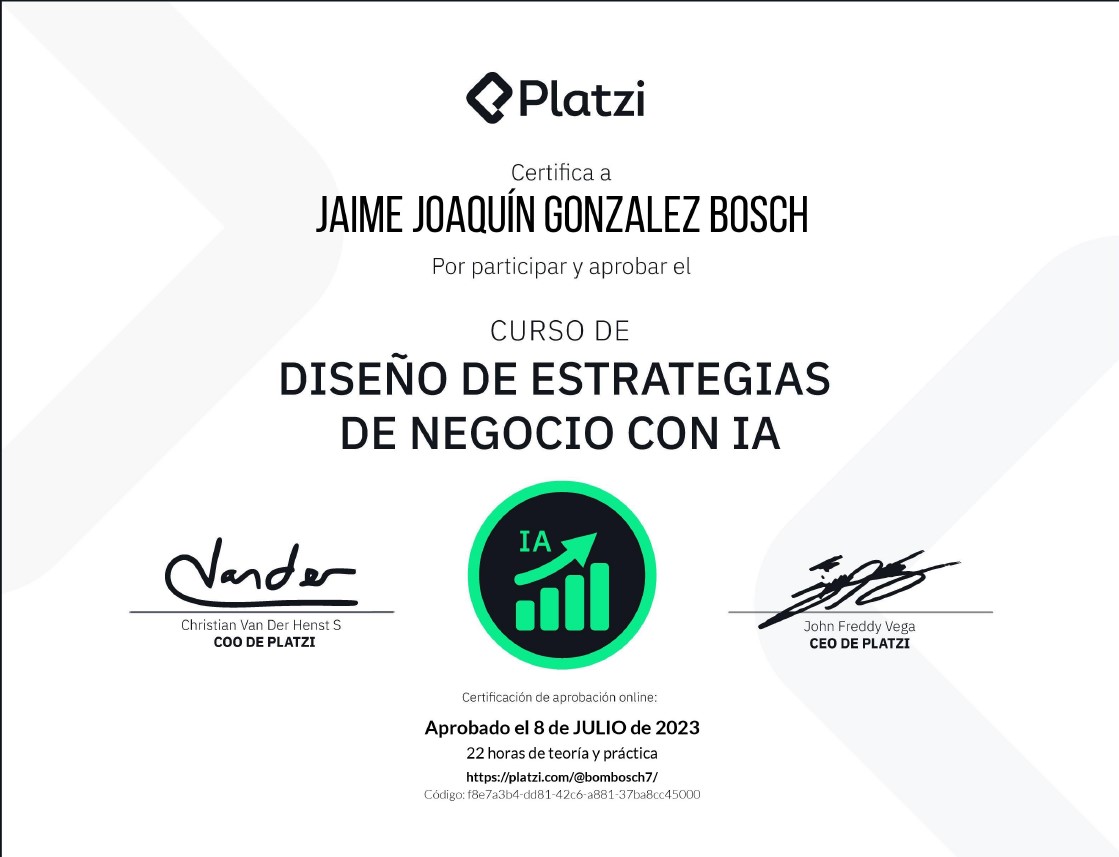 Platzi
Certifica a
JAIME JOAQUÍN GONZALEZ BOSCH
Por participar y aprobar el
CURSO DE
DISEÑO DE ESTRATEGIAS
DE NEGOCIO CON IA
IA
Vander
Christian Van Der Henst S
COO DE PLATZI
John Freddy Vega
CEO DE PLATZI
Certificación de aprobación online:
Aprobado el 8 de JULIO de 2023
22 horas de teoría y práctica
https://platzi.com/@bombosch7/
Código: f8e7a3b4-dd81-42c6-a881-37ba8cc45000